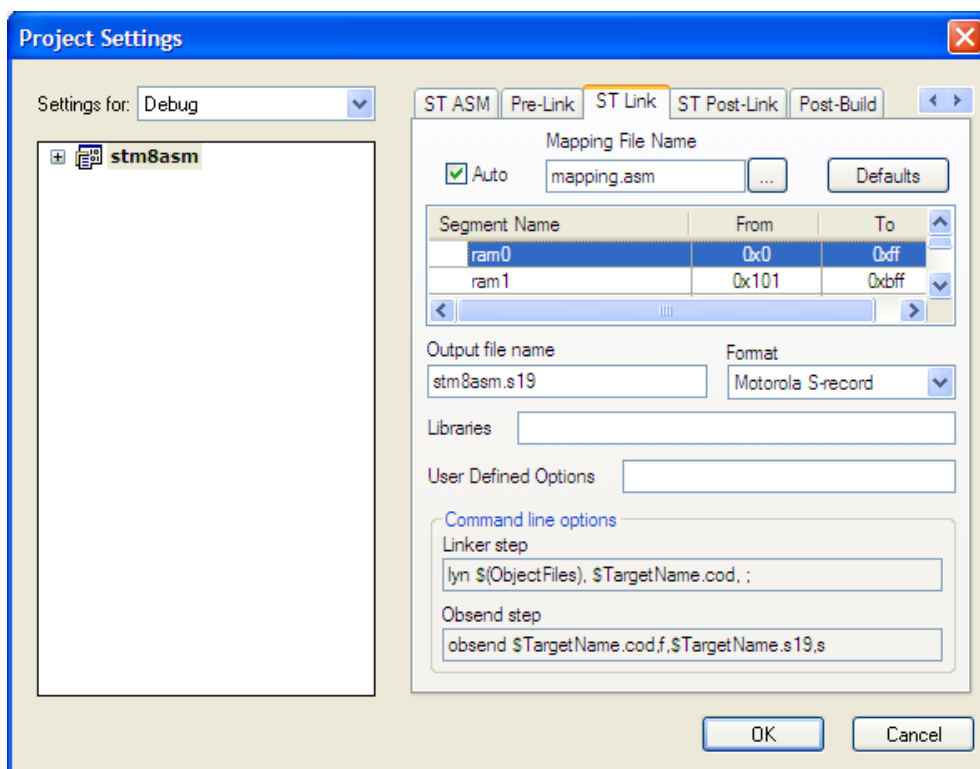 Project Settings
Settings for: Debug
stm8asm
ST ASM Pre-Link ST Link ST Post-Link Post-Build
Mapping File Name
Auto mapping.asm ... Defaults
Segment Name From To
ram0 0x0 0xff
ram1 0x101 0xbff
Output file name Format
stm8asm.s19 Motorola S-record
Libraries
User Defined Options
Command line options
Linker step
lyn $(ObjectFiles), $TargetName.cod, ;
Obsend step
obsend $TargetName.cod,f,$TargetName.s19,s
OK Cancel